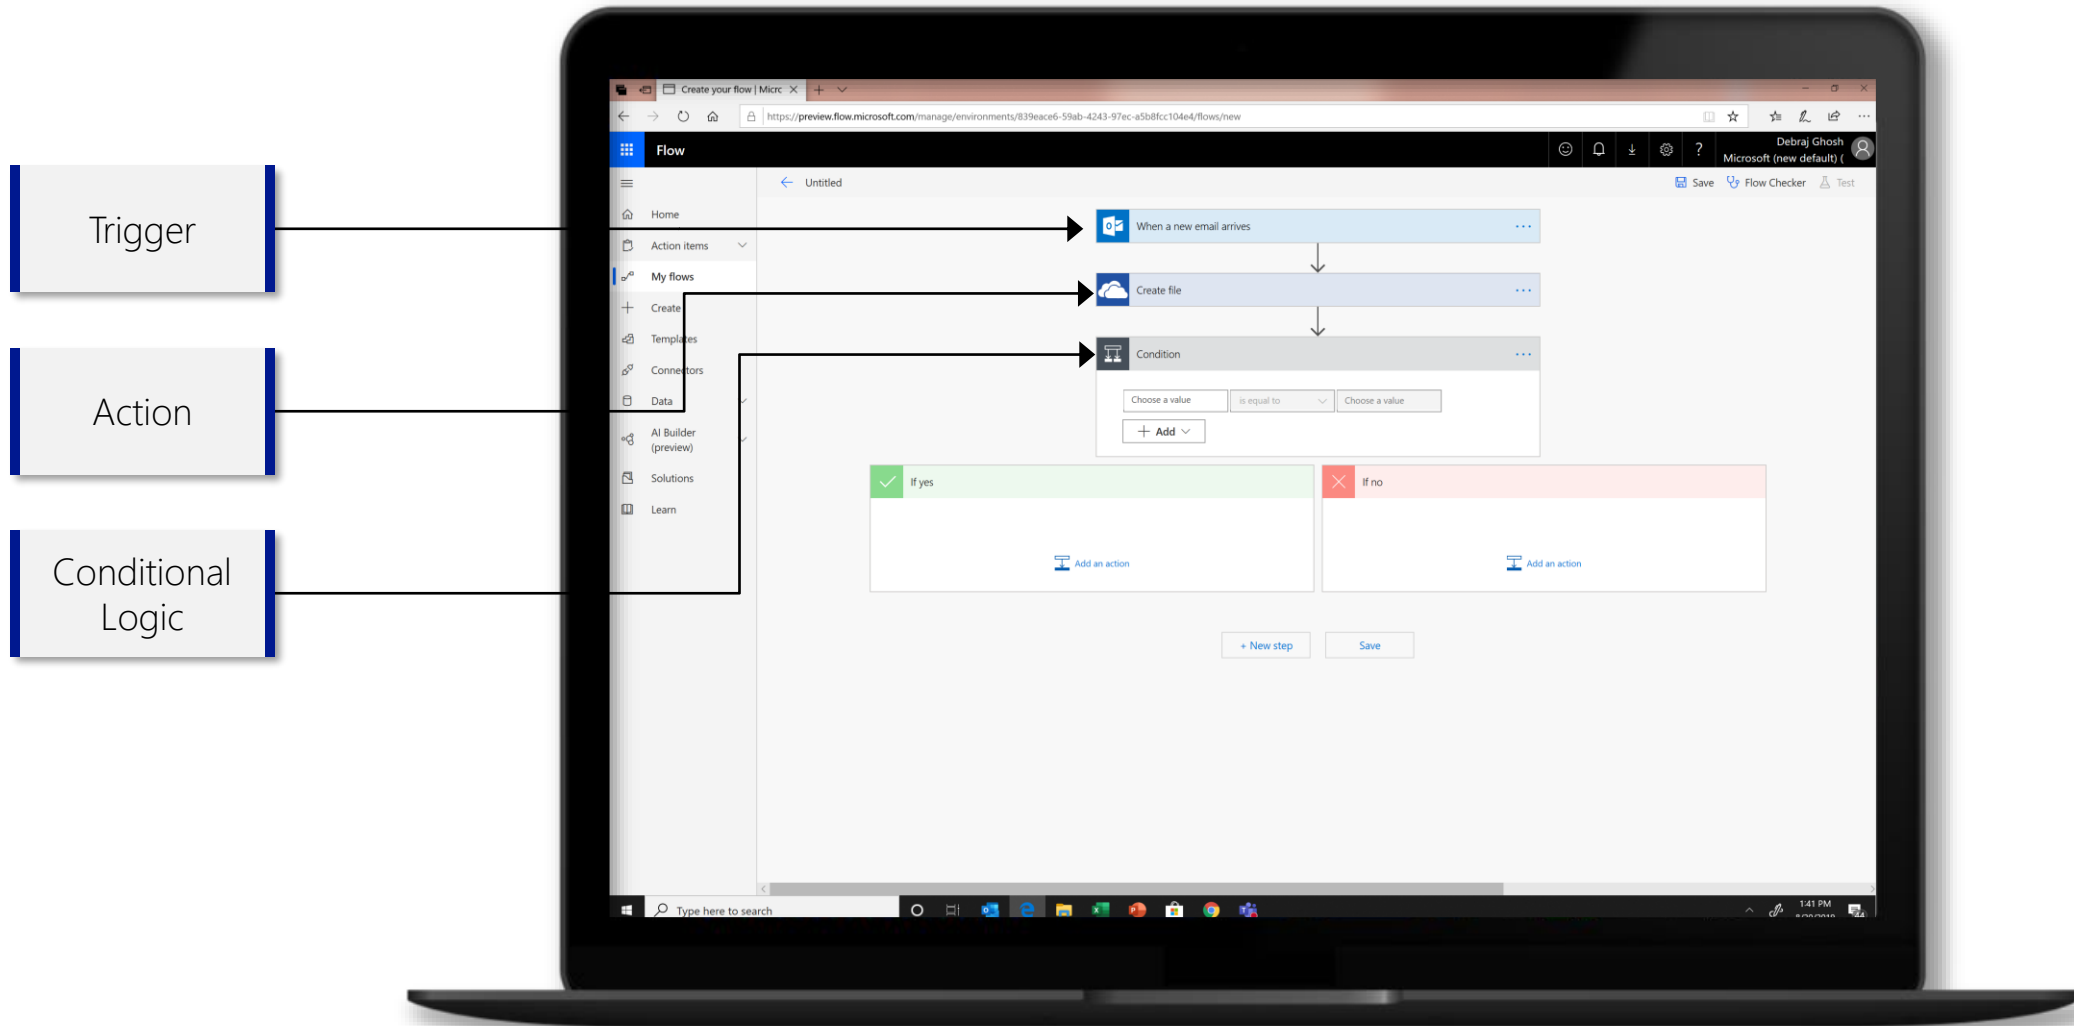 Trigger
Action
Conditional
Logic
Create your flow | Micrc
https://preview.flow.microsoft.com/manage/environments/839eace6-59ab-4243-97ec-a5b8fcc104e4/flows/new
Flow
Debraj Ghosh
Microsoft (new default) (
Untitled
Save
Flow Checker
Test
Home
Action items
My flows
Create
Templates
Connectors
Data
AI Builder
(preview)
Solutions
Learn
When a new email arrives
Create file
Condition
Choose a value
is equal to
Choose a value
Add
If yes
If no
Add an action
Add an action
+ New step
Save
Type here to search
1:41 PM